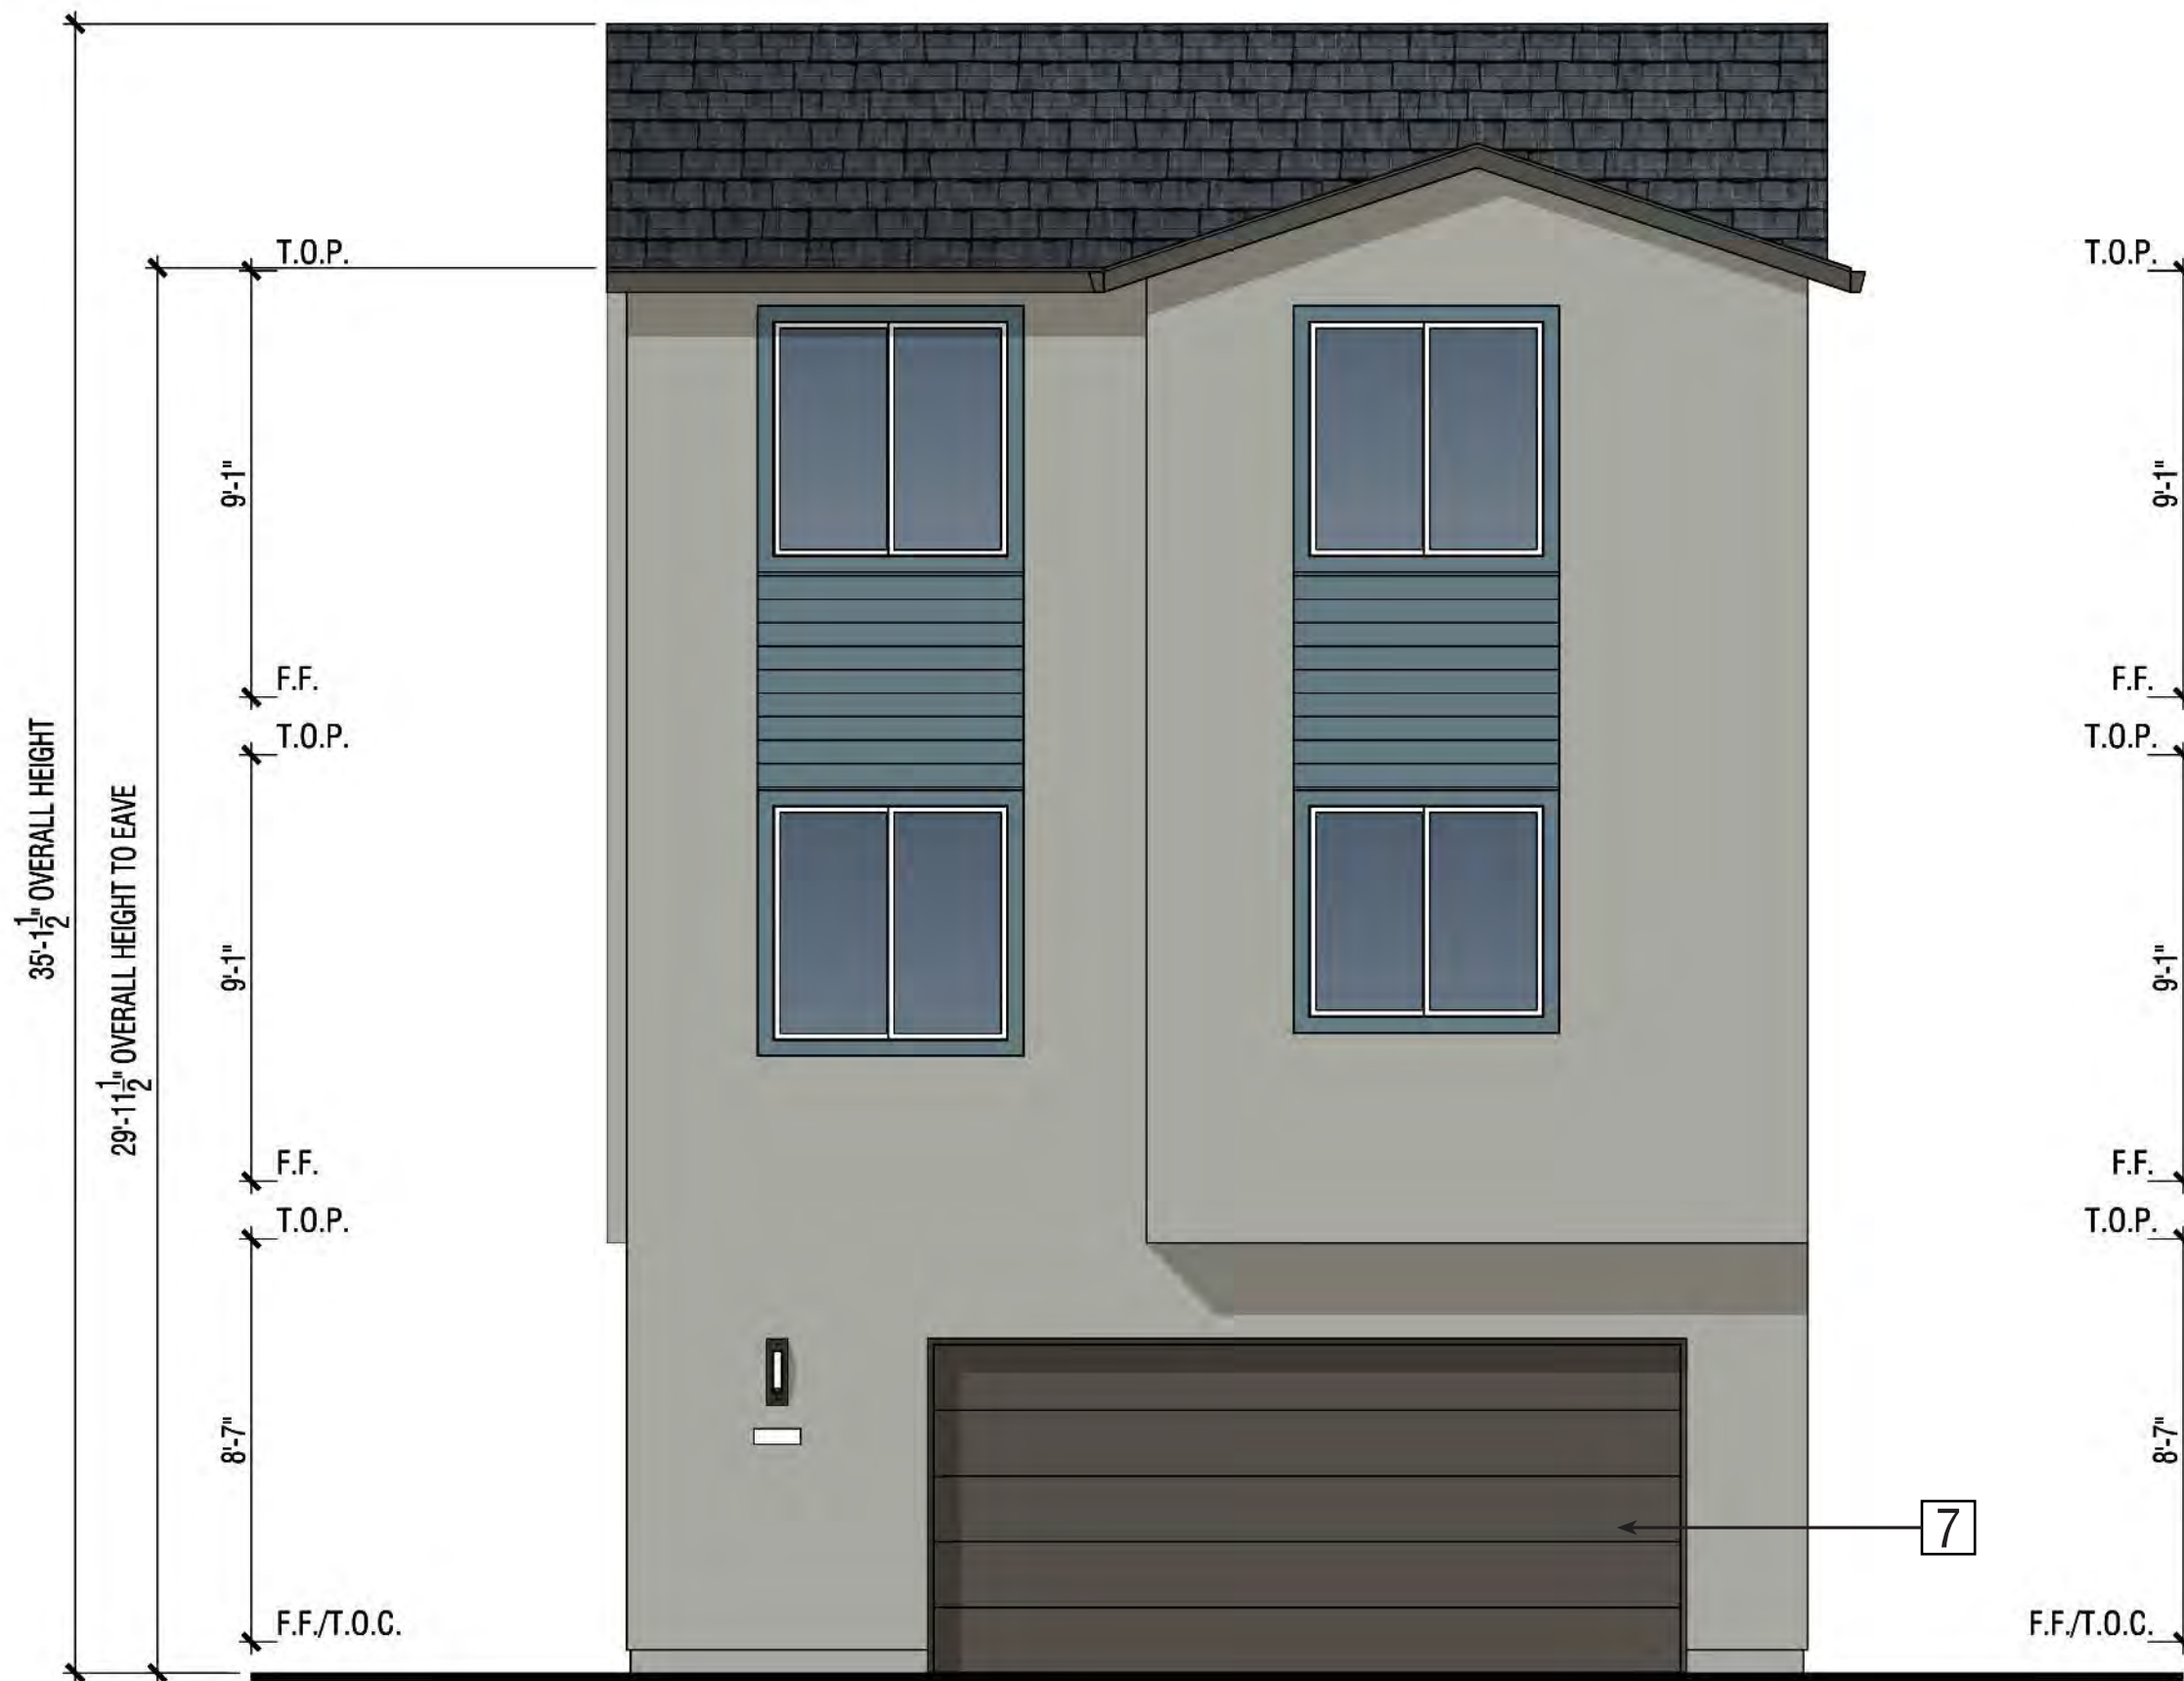 35'-1 1/2" OVERALL HEIGHT
29'-11 1/2" OVERALL HEIGHT TO EAVE
T.O.P.
9'-1"
F.F.
T.O.P.
9'-1"
F.F.
T.O.P.
8'-7"
F.F./T.O.C.
T.O.P.
9'-1"
F.F.
T.O.P.
9'-1"
F.F.
T.O.P.
8'-7"
7
F.F./T.O.C.